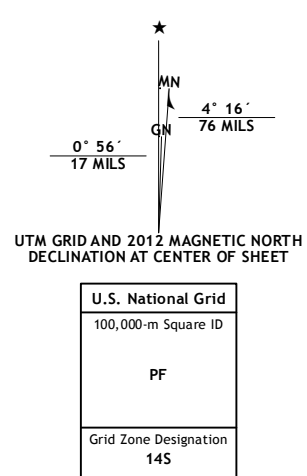 ★
MN
GN
4° 16´
76 MILS
0° 56´
17 MILS
UTM GRID AND 2012 MAGNETIC NORTH
DECLINATION AT CENTER OF SHEET
U.S. National Grid
100,000-m Square ID
PF
Grid Zone Designation
14S